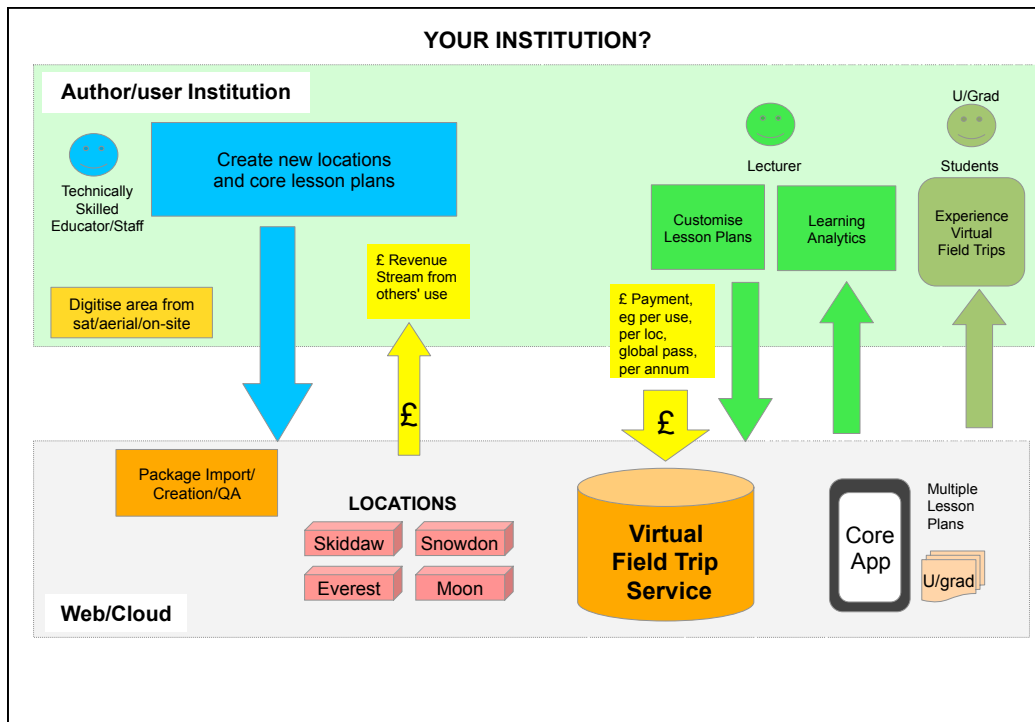 YOUR INSTITUTION?
Author/user Institution
Technically
Skilled
Educator/Staff
Create new locations
and core lesson plans
Digitise area from
sat/aerial/on-site
£ Revenue
Stream from
others' use
£
Lecturer
Customise
Lesson Plans
Learning
Analytics
£ Payment,
eg per use,
per loc,
global pass,
per annum
£
U/Grad
Students
Experience
Virtual
Field Trips
Package Import/
Creation/QA
LOCATIONS
Skiddaw
Snowdon
Everest
Moon
Virtual
Field Trip
Service
Core
App
Multiple
Lesson
Plans
U/grad
Web/Cloud